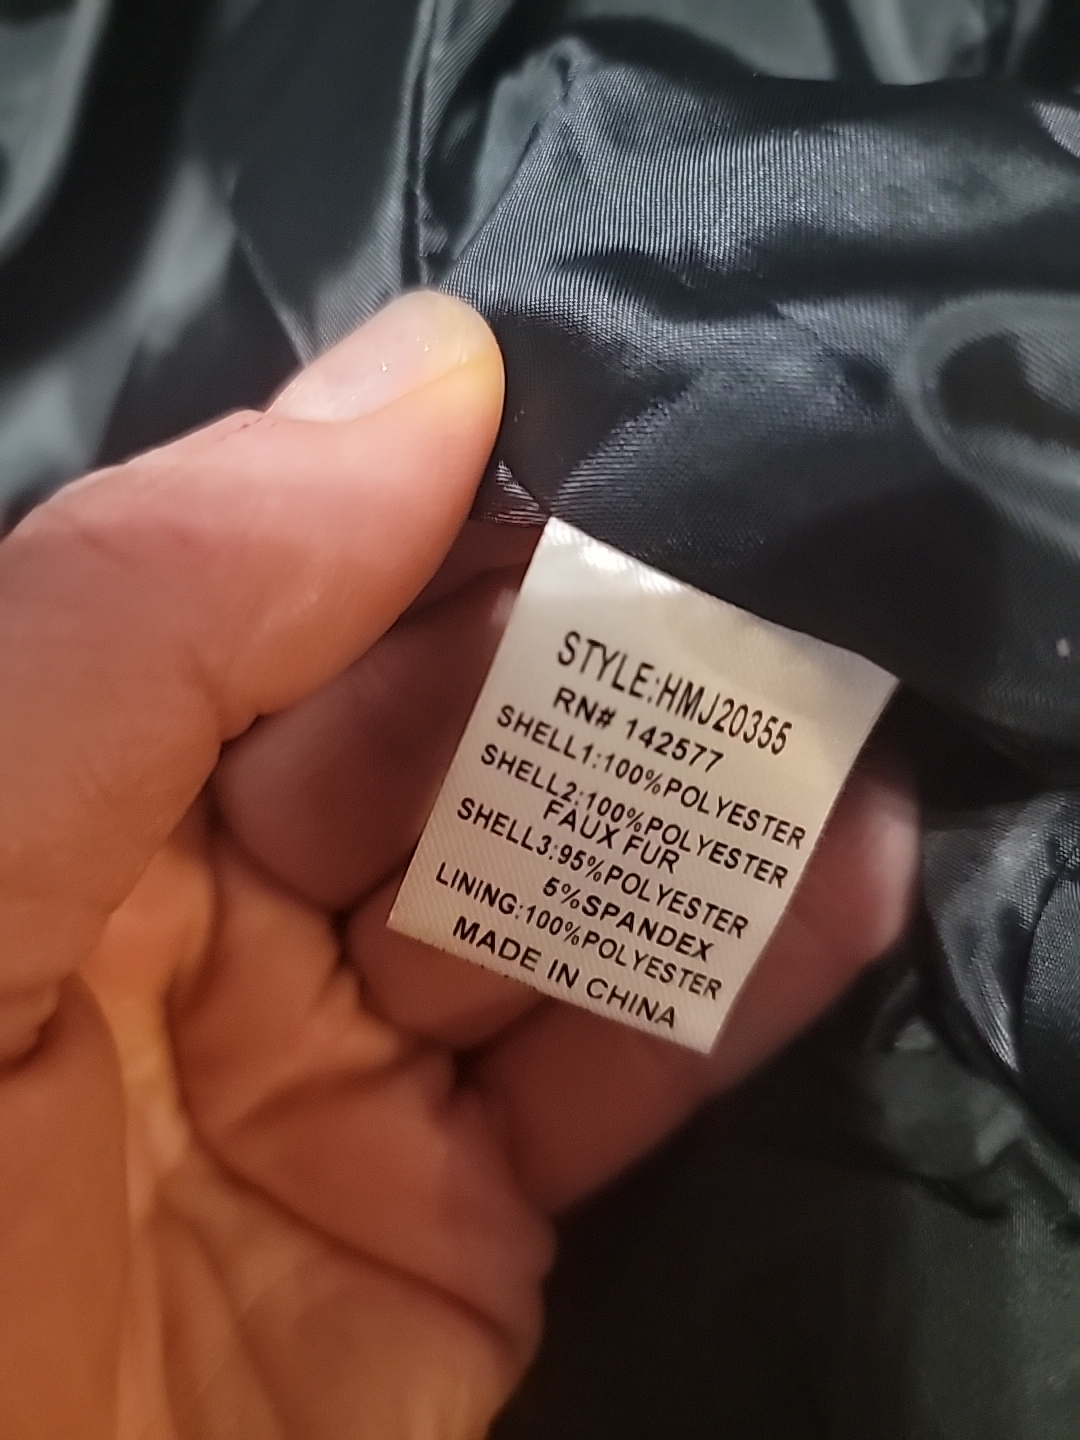 STYLE:HMJ20355
RN# 142577
SHELL1:100%POLYESTER
SHELL2:100%POLYESTER
FAUX FUR
SHELL3:95%POLYESTER
5%SPANDEX
LINING:100%POLYESTER
MADE IN CHINA